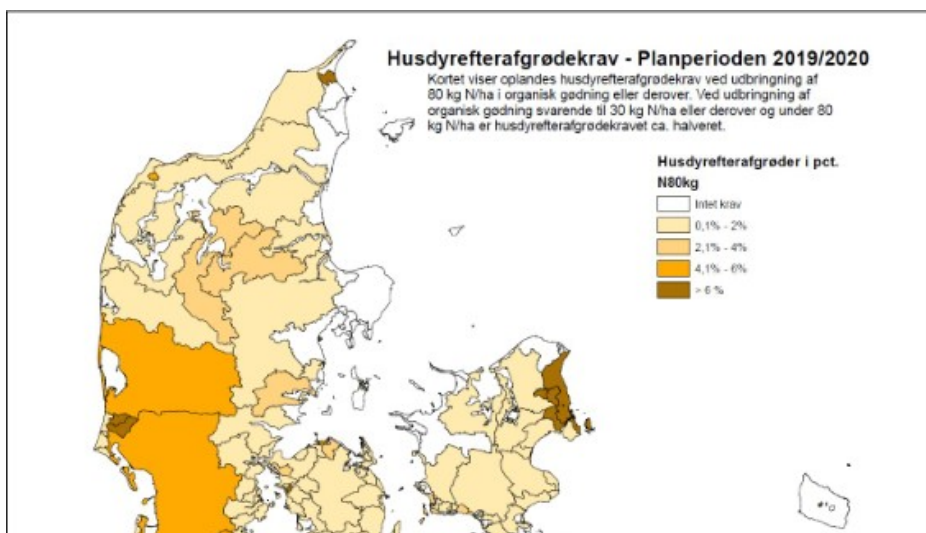 Husdyrefterafgrødekrav - Planperioden 2019/2020
Kortet viser oplandes husdyrefterafgrødekrav ved udbringning af
80 kg N/ha i organisk gødning eller derover. Ved udbringning af
organisk gødning svarende til 30 kg N/ha eller derover og under 80
kg N/ha er husdyrefterafgrødekravet ca. halveret.
Husdyrefterafgrøder i pct.
N80kg
Intet krav
0,1% - 2%
2,1% - 4%
4,1% - 6%
> 6 %